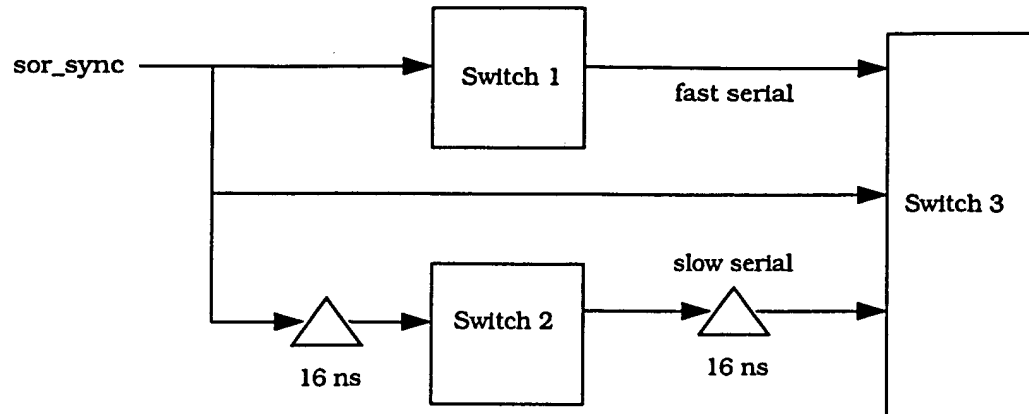 sor_sync
Switch 1
fast serial
Switch 3
slow serial
Switch 2
16 ns
16 ns